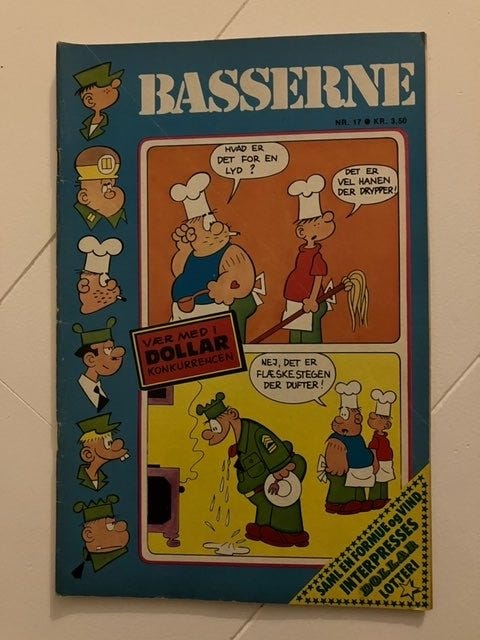 BASSERNE
NR. 17 ● KR. 3,50
HVAD ER
DET FOR EN
LYD ?
DET ER
VEL HANEN
DER DRYPPER!
VÆR MED I
DOLLAR
KONKURRENCEN
NEJ, DET ER
FLÆSKESTEGEN
DER DUFTER!
SAML EN FORMUE OG VIND
INTERPRESSES
DOLLAR
LOTTERI